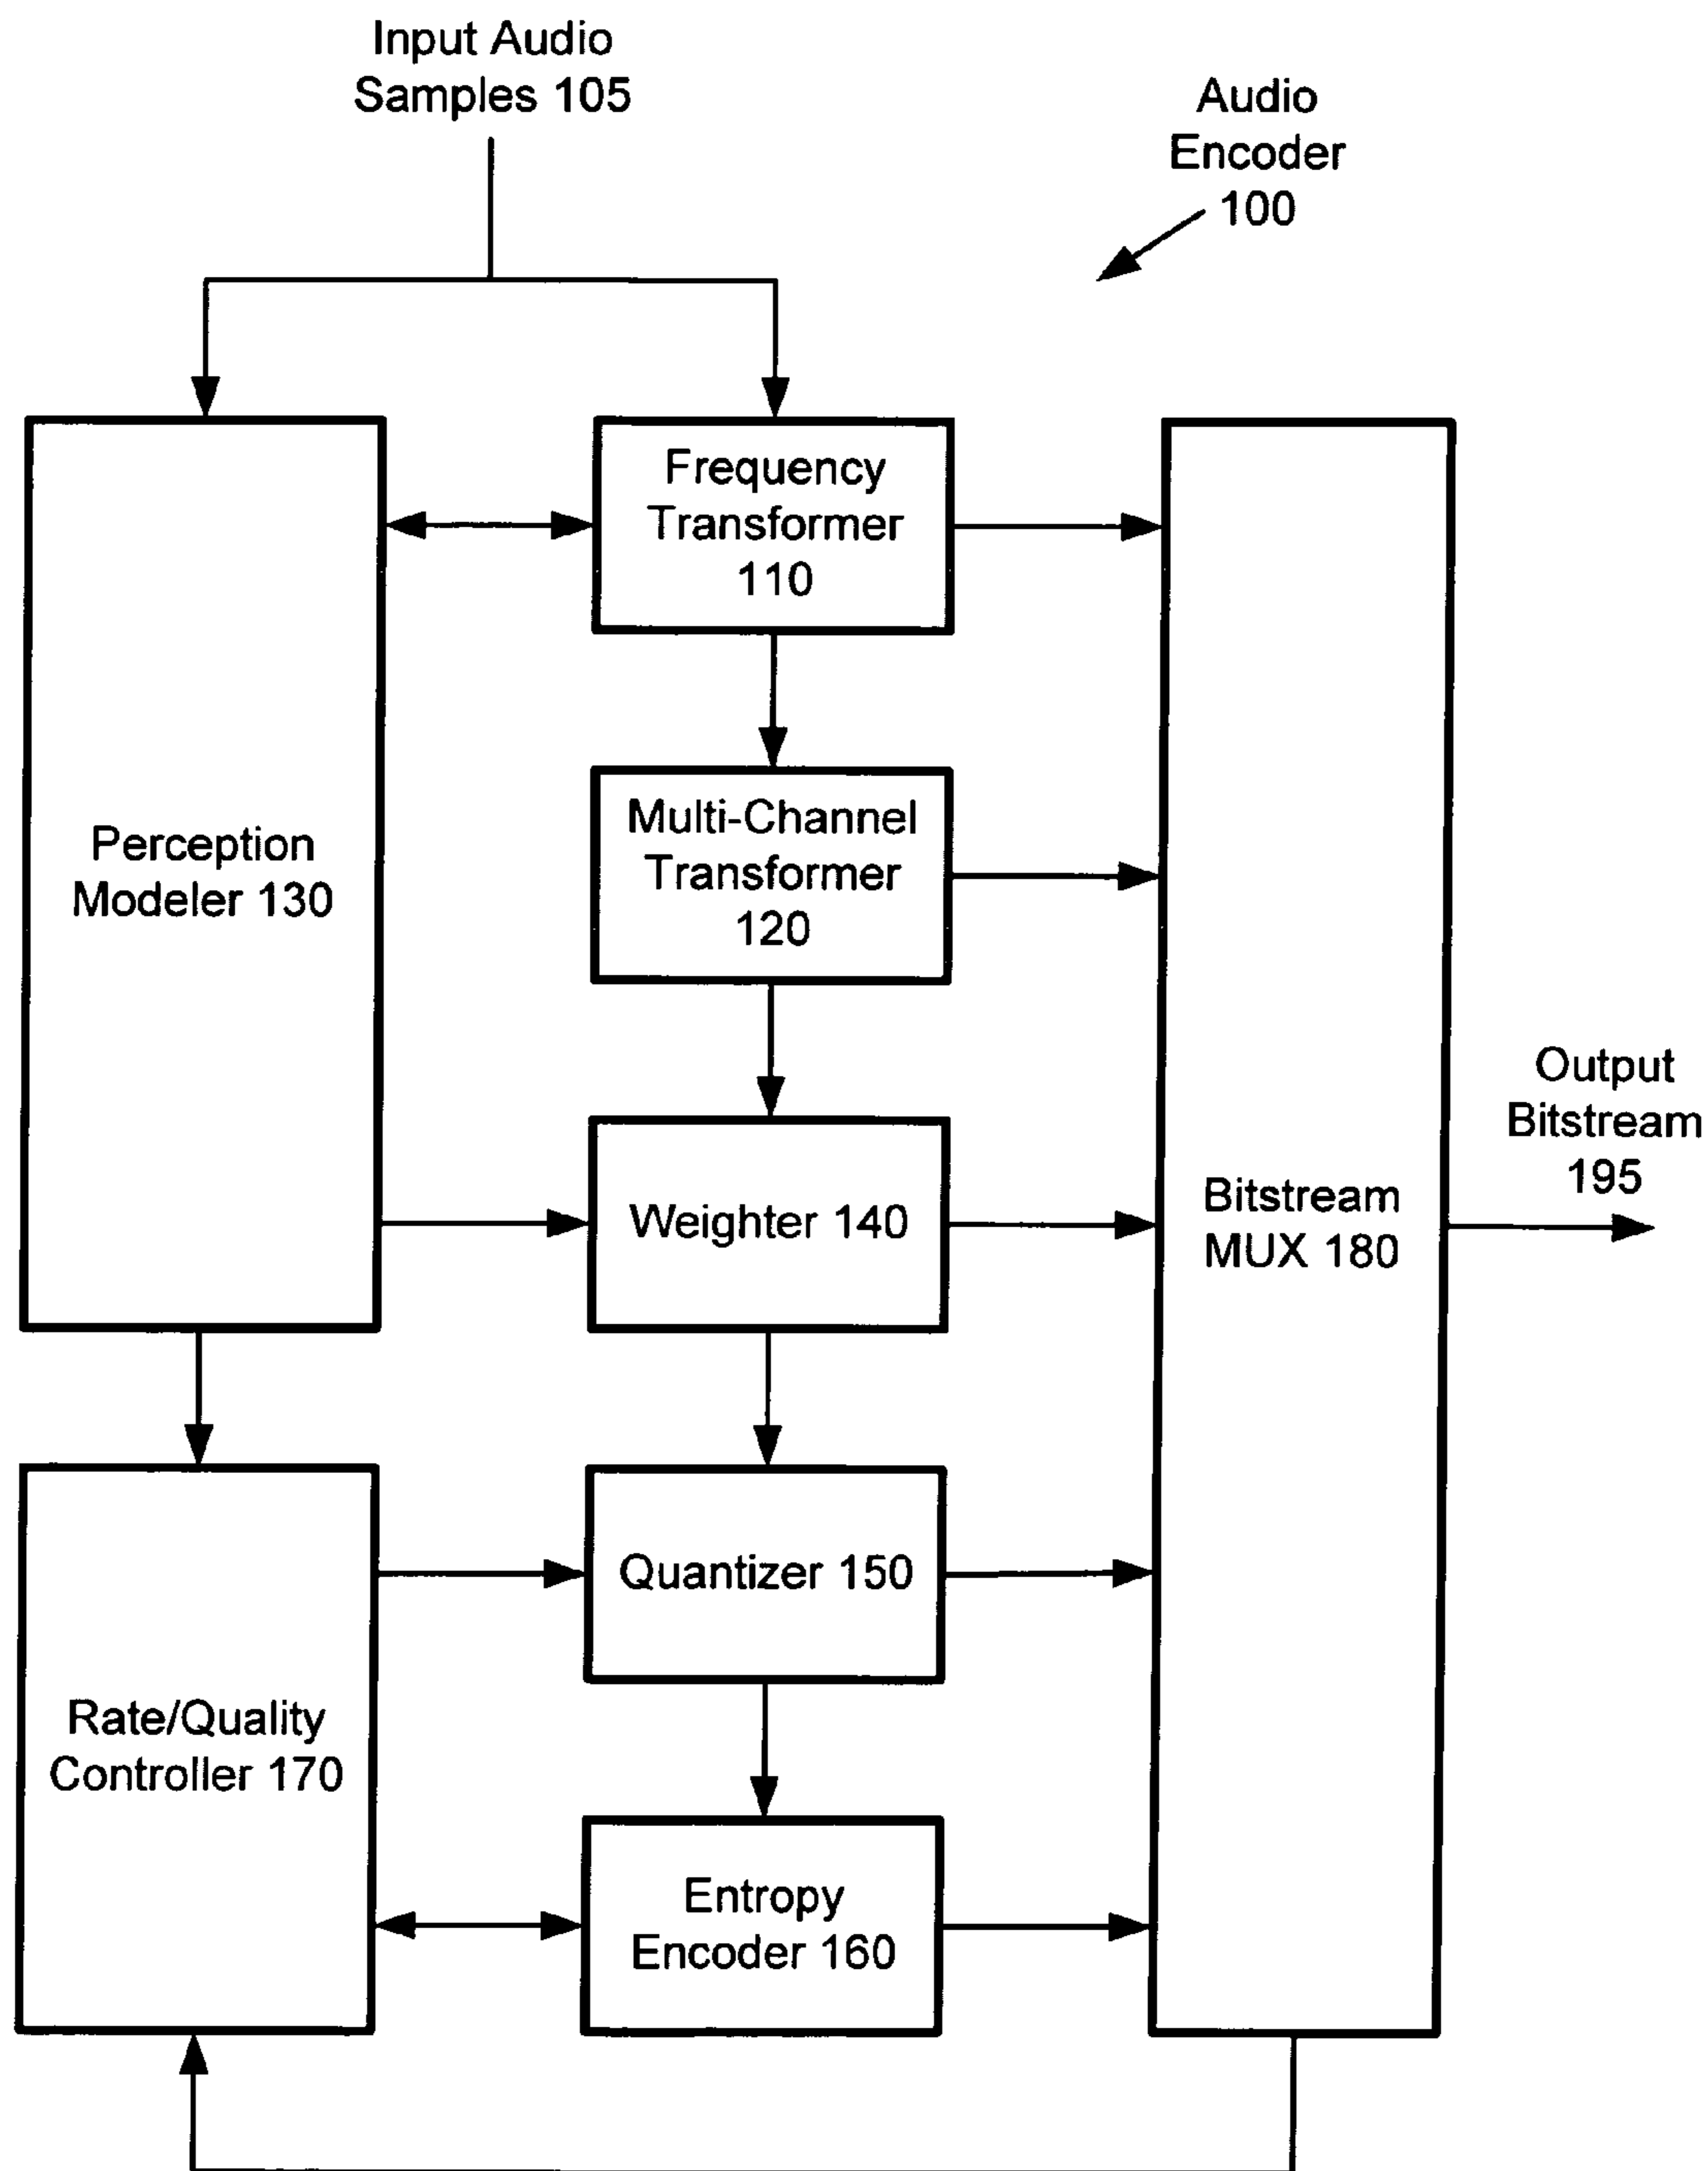 Input Audio
Samples 105
Audio
Encoder
100
Frequency
Transformer
110
Multi-Channel
Transformer
120
Perception
Modeler 130
Output
Bitstream
195
Weighter 140
Bitstream
MUX 180
Quantizer 150
Rate/Quality
Controller 170
Entropy
Encoder 160